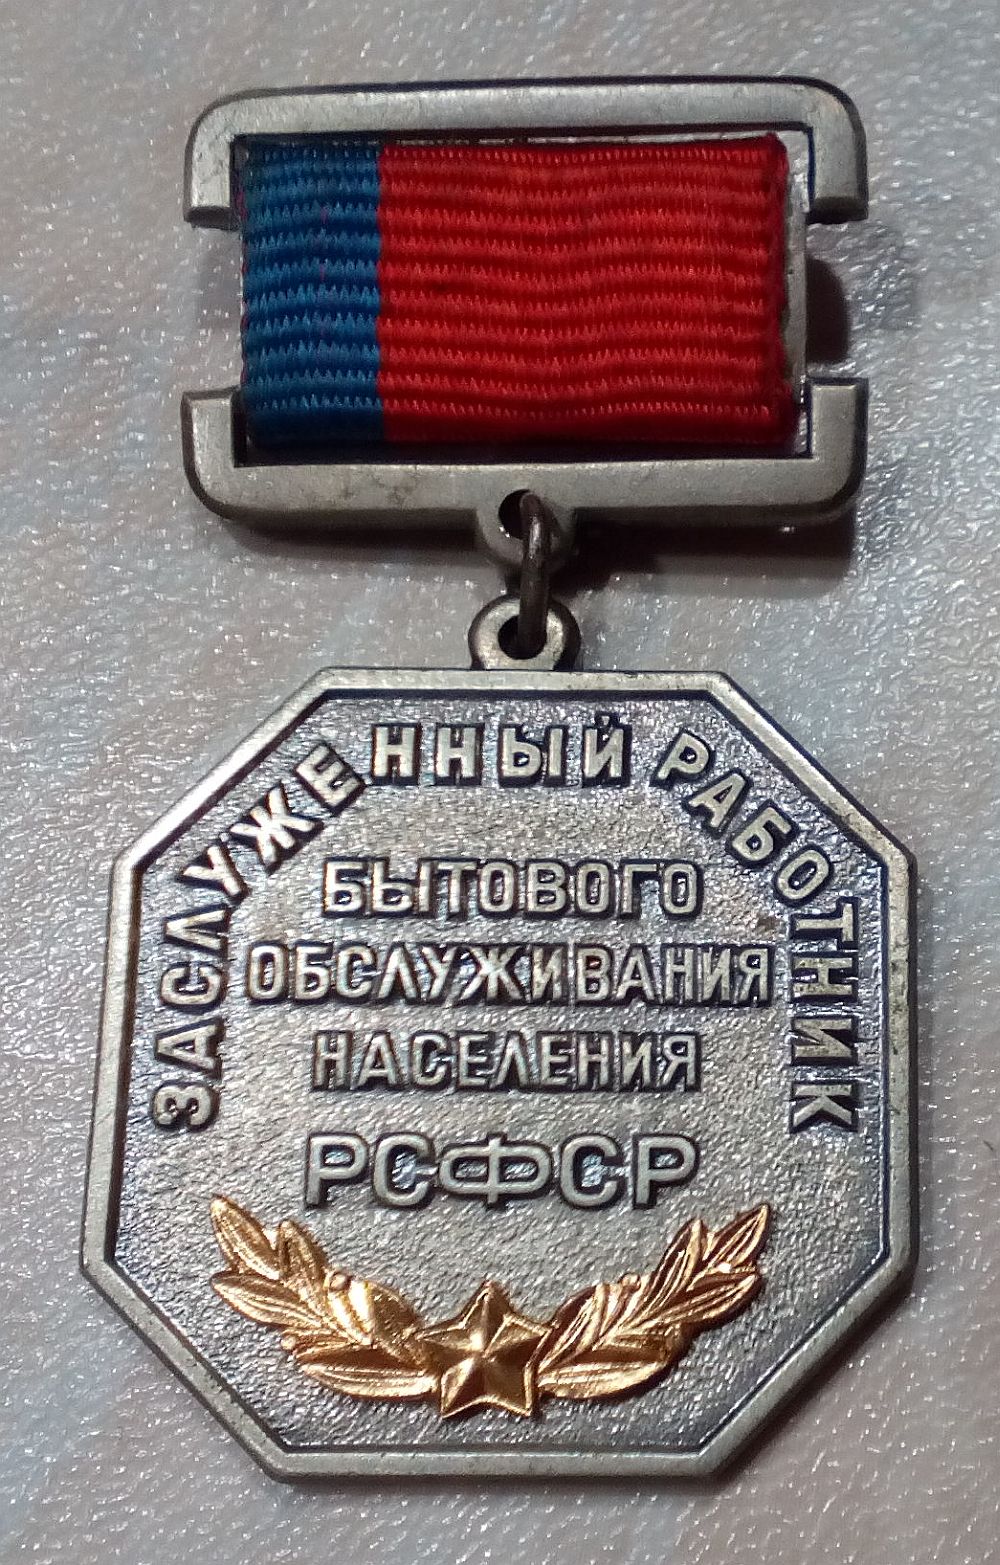 ЗАСЛУЖЕННЫЙ РАБОТНИК
БЫТОВОГО
ОБСЛУЖИВАНИЯ
НАСЕЛЕНИЯ
РСФСР